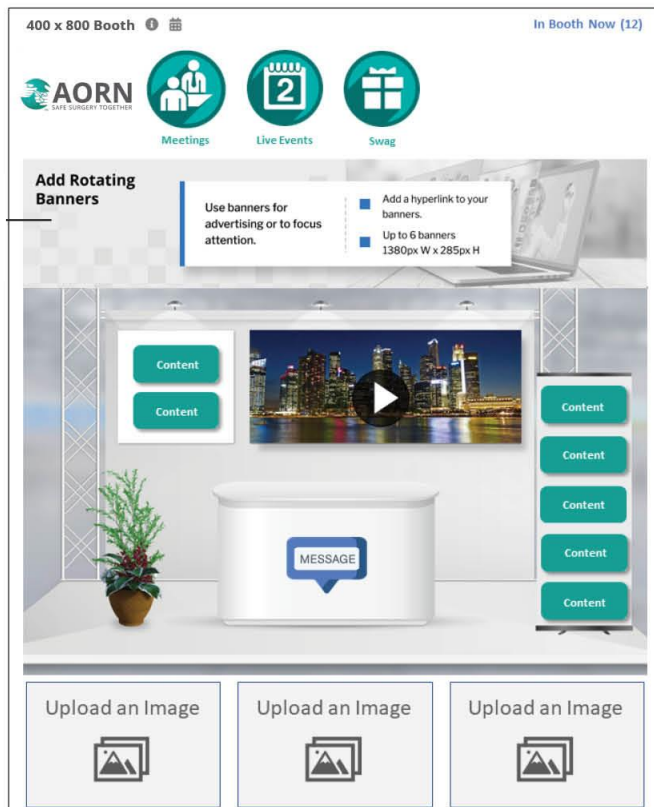 400 x 800 Booth
In Booth Now (12)
AORN
SAFE SURGERY TOGETHER
2
Meetings
Live Events
Swag
Add Rotating
Banners
Use banners for
advertising or to focus
attention.
Add a hyperlink to your
banners.
Up to 6 banners
1380px W x 285px H
Content
Content
Content
Content
Content
Content
Content
MESSAGE
Upload an Image
Upload an Image
Upload an Image